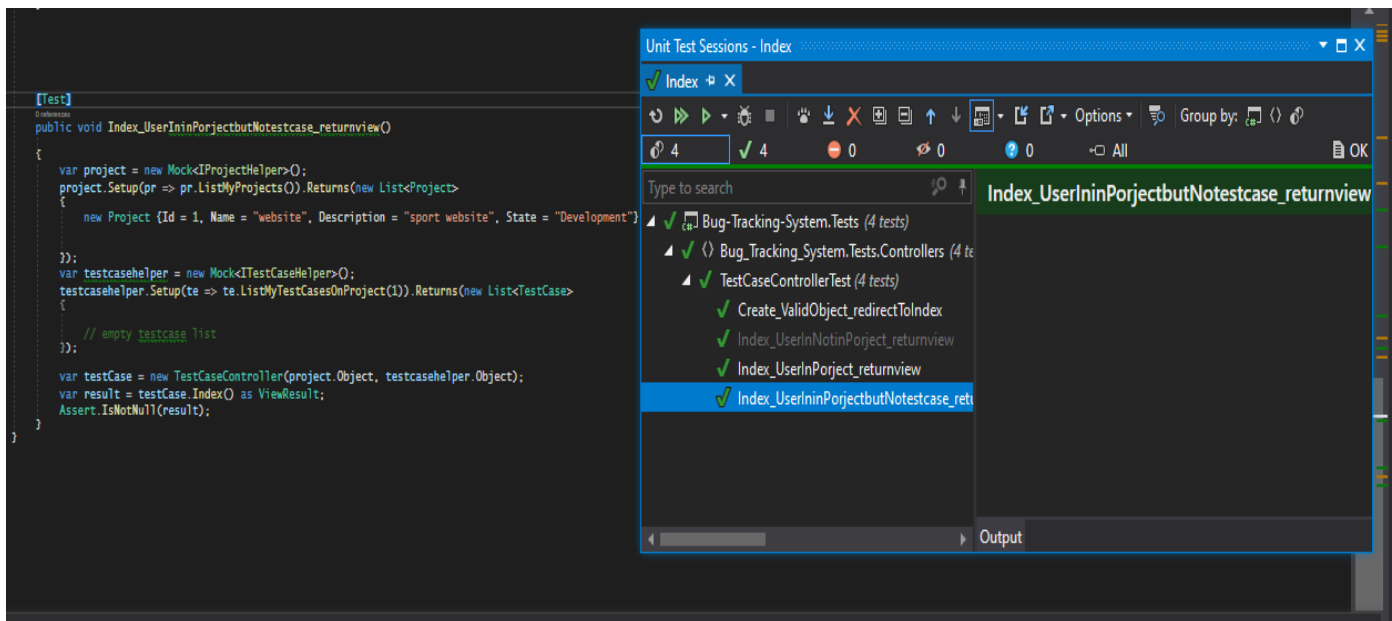 [Test]
0 references
public void Index_UserIninPorjectbutNotestcase_returnview()
{
var project = new Mock<IProjectHelper>();
project.Setup(pr => pr.ListMyProjects()).Returns(new List<Project>
{
new Project {Id = 1, Name = "website", Description = "sport website", State = "Development"}
});
var testcasehelper = new Mock<ITestCaseHelper>();
testcasehelper.Setup(te => te.ListMyTestCasesOnProject(1)).Returns(new List<TestCase>
{
// empty testcase list
});
var testCase = new TestCaseController(project.Object, testcasehelper.Object);
var result = testCase.Index() as ViewResult;
Assert.IsNotNull(result);
}
}
Unit Test Sessions - Index
Index
Options
Group by:
4 4 0 0 0 All OK
Type to search
Bug-Tracking-System.Tests (4 tests)
Bug_Tracking_System.Tests.Controllers (4 te
TestCaseControllerTest (4 tests)
Create_ValidObject_redirectToIndex
Index_UserInNotinPorject_returnview
Index_UserInPorject_returnview
Index_UserIninPorjectbutNotestcase_retu
Index_UserIninPorjectbutNotestcase_returnview
Output